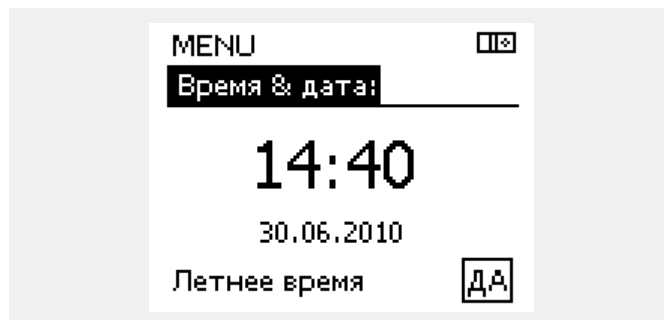 MENU
Время & дата:
14:40
30.06.2010
Летнее время ДА